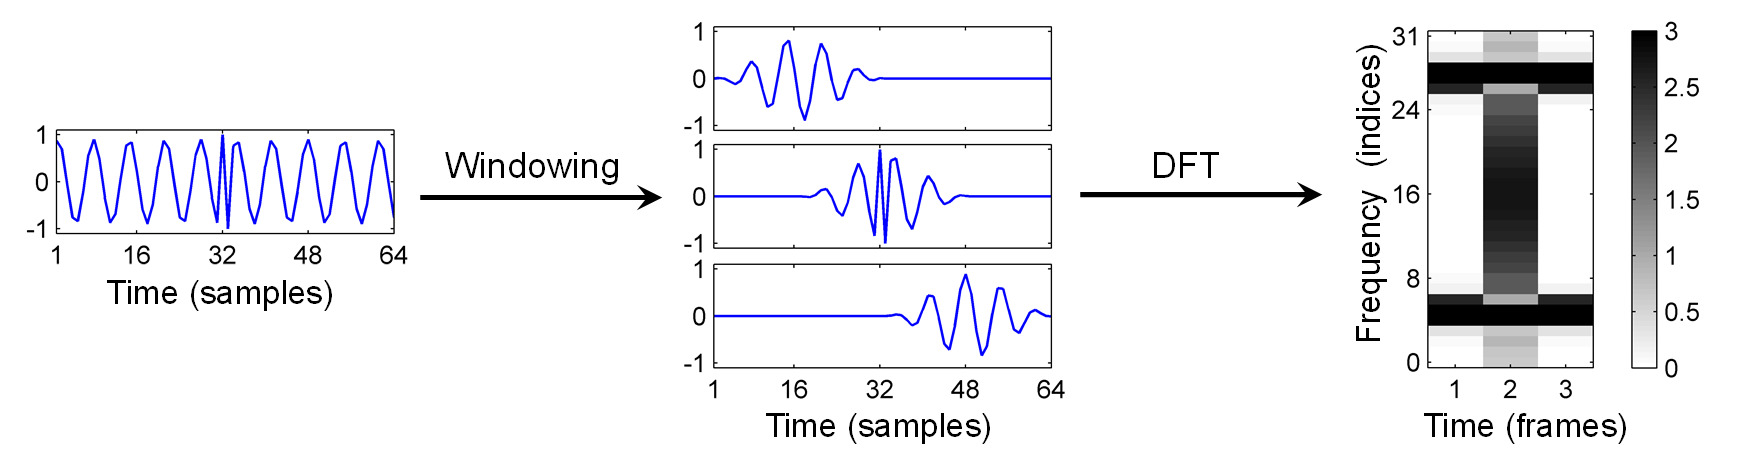 1
0
-1
1 16 32 48 64
Time (samples)
Windowing
1
0
-1
1
0
-1
1
0
-1
1 16 32 48 64
Time (samples)
DFT
Frequency (indices)
31
24
16
8
0
1 2 3
Time (frames)
3
2.5
2
1.5
1
0.5
0